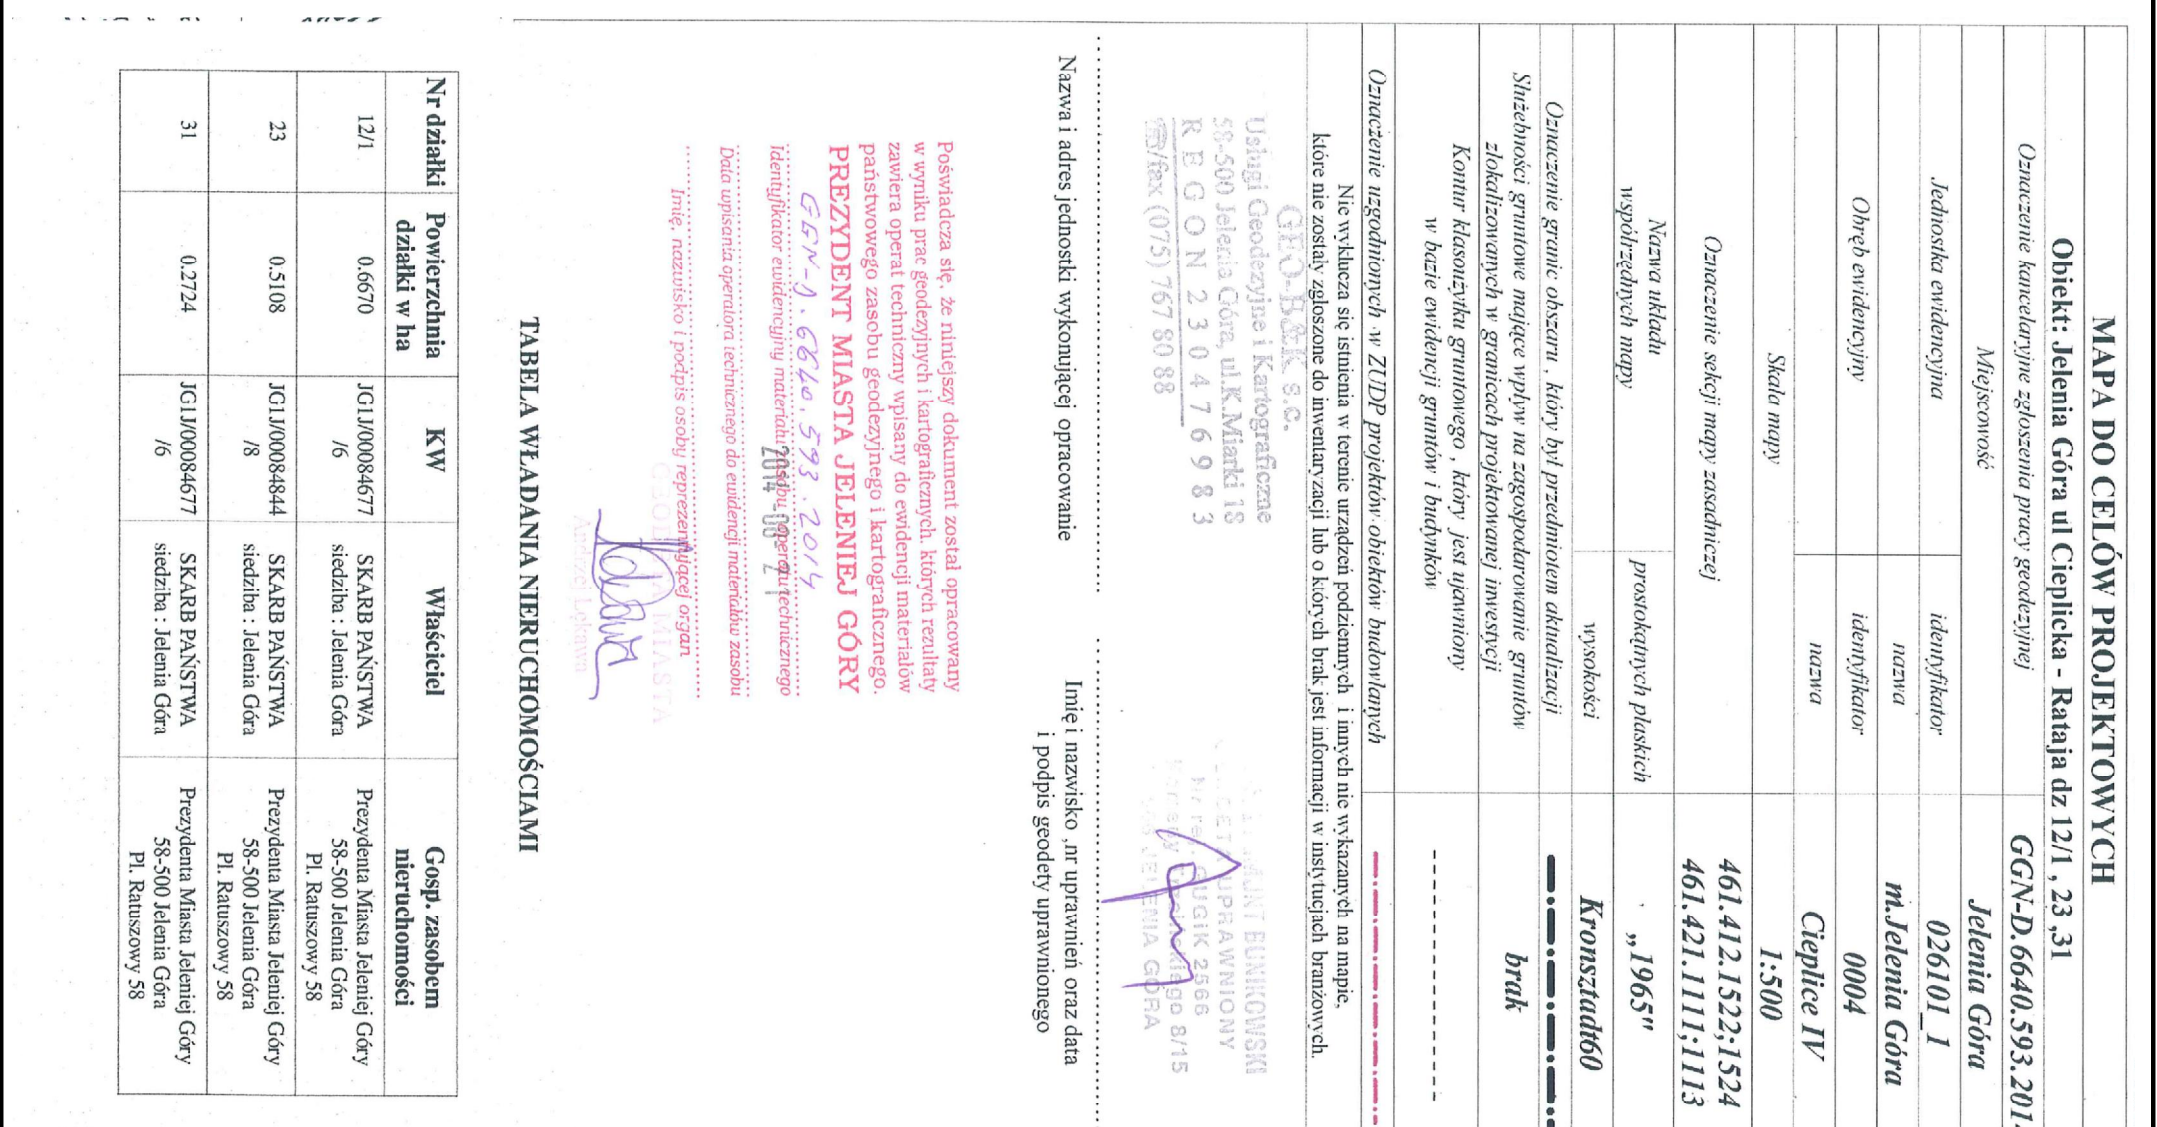 MAPA DO CELÓW PROJEKTOWYCH
Obiekt: Jelenia Góra ul Cieplicka - Rataja dz 12/1 , 23 ,31
Oznaczenie kancelaryjne zgłoszenia pracy geodezyjnej
GGN-D.6640.593.201
Miejscowość
Jelenia Góra
Jednostka ewidencyjna
identyfikator
026101_1
nazwa
m.Jelenia Góra
Obręb ewidencyjny
identyfikator
0004
nazwa
Cieplice IV
Skala mapy
1:500
Oznaczenie sekcji mapy zasadniczej
461.412.1522;1524
461.421.1111;1113
Nazwa układu
współrzędnych mapy
prostokątnych płaskich
„1965"
wysokości
Kronsztadt60
Oznaczenie granic obszaru , który był przedmiotem aktualizacji
Służebności gruntowe mające wpływ na zagospodarowanie gruntów
zlokalizowanych w granicach projektowanej inwestycji
brak
Kontur klasoużytku gruntowego , który jest ujawniony
w bazie ewidencji gruntów i budynków
Oznaczenie uzgodnionych w ZUDP projektów obiektów budowlanych
Nie wyklucza się istnienia w terenie urządzeń podziemnych i innych nie wykazanych na mapie,
które nie zostały zgłoszone do inwentaryzacji lub o których brak jest informacji w instytucjach branżowych.
GEO-B&K s.c.
Usługi Geodezyjne i Kartograficzne
58-500 Jelenia Góra, ul.K.Miarki 18
REGON 230476983
/fax (075) 767 80 88
BUNIKOWSKI
UPRAWNIONY
GUGIK 2566
8/15
JELENIA GÓRA
Nazwa i adres jednostki wykonującej opracowanie
Imię i nazwisko ,nr uprawnień oraz data
i podpis geodety uprawnionego
Poświadcza się, że niniejszy dokument został opracowany
w wyniku prac geodezyjnych i kartograficznych, których rezultaty
zawiera operat techniczny wpisany do ewidencji materiałów
państwowego zasobu geodezyjnego i kartograficznego.
PREZYDENT MIASTA JELENIEJ GÓRY
GGN-J.6640.593.2014
identyfikator ewidencyjny materiału zasobu operatu technicznego
Data wpisania operatora technicznego do ewidencji materiałów zasobu
Imię, nazwisko i podpis osoby reprezentującej organ
MIASTA
Andrzej Lękawa
TABELA WŁADANIA NIERUCHOMOŚCIAMI
Nr działki
Powierzchnia
działki w ha
KW
Właściciel
Gosp. zasobem
nieruchomości
12/1
0.6670
JG1J/00084677
/6
SKARB PAŃSTWA
siedziba : Jelenia Góra
Prezydenta Miasta Jeleniej Góry
58-500 Jelenia Góra
Pl. Ratuszowy 58
23
0.5108
JG1J/00084844
/8
SKARB PAŃSTWA
siedziba : Jelenia Góra
Prezydenta Miasta Jeleniej Góry
58-500 Jelenia Góra
Pl. Ratuszowy 58
31
0.2724
JG1J/00084677
/6
SKARB PAŃSTWA
siedziba : Jelenia Góra
Prezydenta Miasta Jeleniej Góry
58-500 Jelenia Góra
Pl. Ratuszowy 58